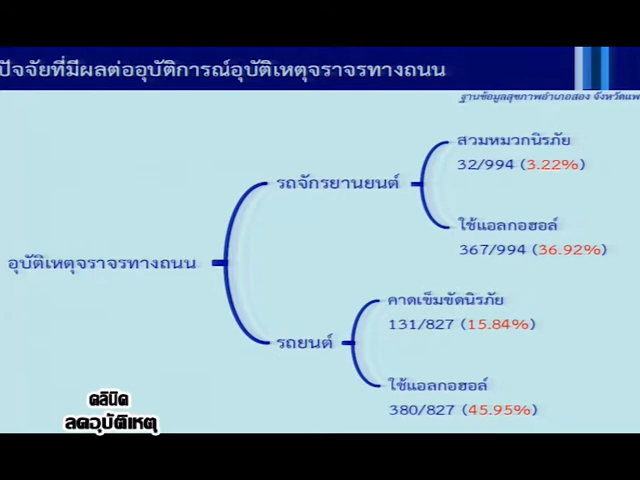 ปัจจัยที่มีผลต่ออุบัติการณ์อุบัติเหตุจราจรทางถนน
ฐานข้อมูลสุขภาพอำเภอสอง จังหวัดแพ
สวมหมวกนิรภัย
32/994 (3.22%)
รถจักรยานยนต์
ใช้แอลกอฮอล์
367/994 (36.92%)
อุบัติเหตุจราจรทางถนน
คาดเข็มขัดนิรภัย
131/827 (15.84%)
รถยนต์
ใช้แอลกอฮอล์
380/827 (45.95%)
คลินิค
ลดอุบัติเหตุ